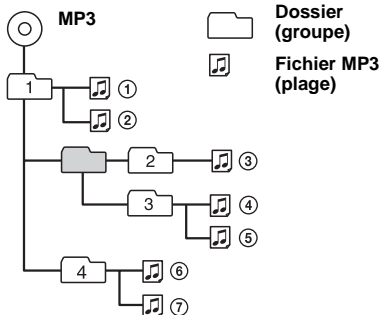 MP3
Dossier
(groupe)
Fichier MP3
(plage)
1
①
②
2
③
3
④
⑤
4
⑥
⑦